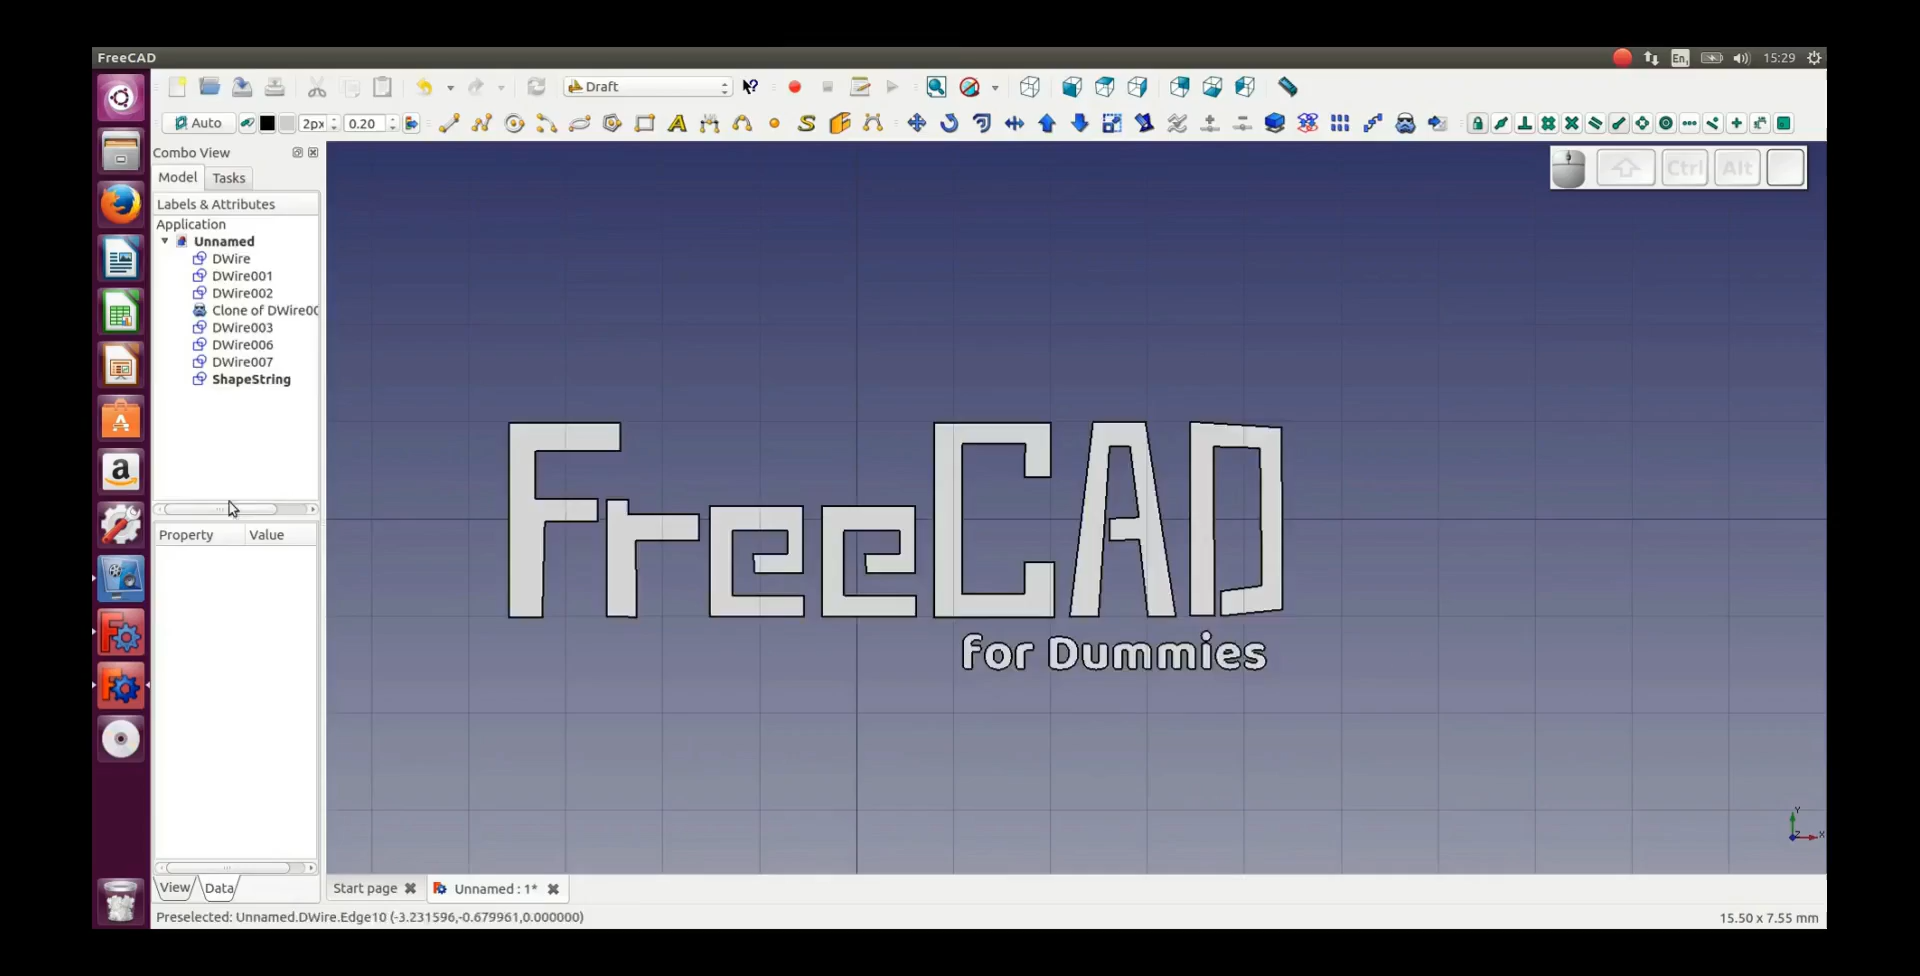 FreeCAD
En
15:29
Draft
Auto
2px
0.20
Combo View
Model
Tasks
Ctrl
Alt
Labels & Attributes
Application
Unnamed
DWire
DWire001
DWire002
Clone of DWire00
DWire003
DWire006
DWire007
ShapeString
Property
Value
FreeCAD
for Dummies
Y
Z
X
View
Data
Start page
Unnamed : 1*
Preselected: Unnamed.DWire.Edge10 (-3.231596,-0.679961,0.000000)
15.50 x 7.55 mm